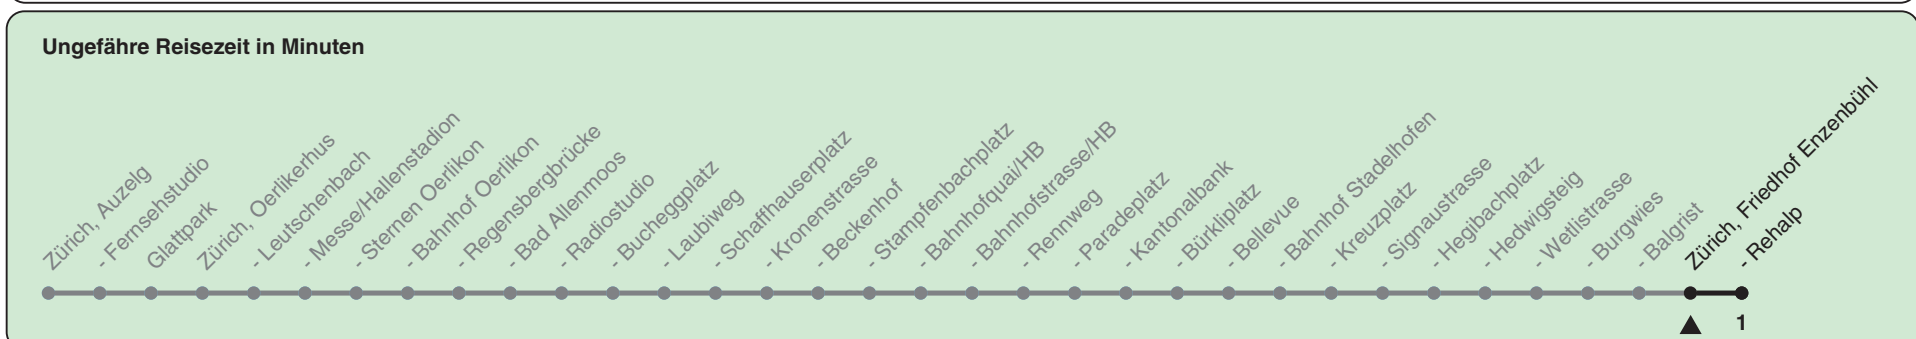 Ungefähre Reisezeit in Minuten
Zürich, Auzelg
- Fernsehstudio
Glattpark
Zürich, Oerlikerhus
- Leutschenbach
- Messe/Hallenstadion
- Sternen Oerlikon
- Bahnhof Oerlikon
- Regensbergbrücke
- Bad Allenmoos
- Radiostudio
- Bucheggplatz
- Laubiweg
- Schaffhauserplatz
- Kronenstrasse
- Beckenhof
- Stampfenbachplatz
- Bahnhofquai/HB
- Bahnhofstrasse/HB
- Rennweg
- Paradeplatz
- Kantonalbank
- Bürkliplatz
- Bellevue
- Bahnhof Stadelhofen
- Kreuzplatz
- Signaustrasse
- Hegibachplatz
- Hedwigsteig
- Wetlistrasse
- Burgwies
- Balgrist
Zürich, Friedhof Enzenbühl
- Rehalp
1